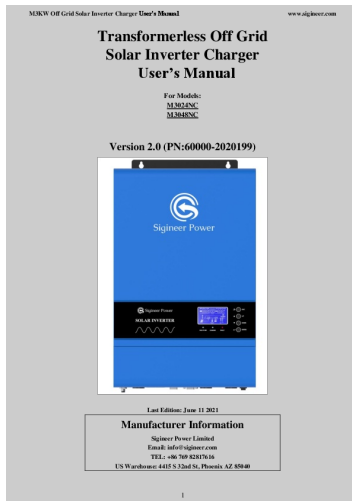 M3KW Off Grid Solar Inverter Charger User's Manual www.sigineer.com
Transformerless Off Grid
Solar Inverter Charger
User's Manual
For Models:
M3024NC
M3048NC
Version 2.0 (PN:60000-2020199)
Sigineer Power
Sigineer Power
SOLAR INVERTER
Last Edition: June 11 2021
Manufacturer Information
Sigineer Power Limited
Email: info@sigineer.com
TEL: +86 769 82817616
US Warehouse: 4415 S 32nd St, Phoenix AZ 85040
1